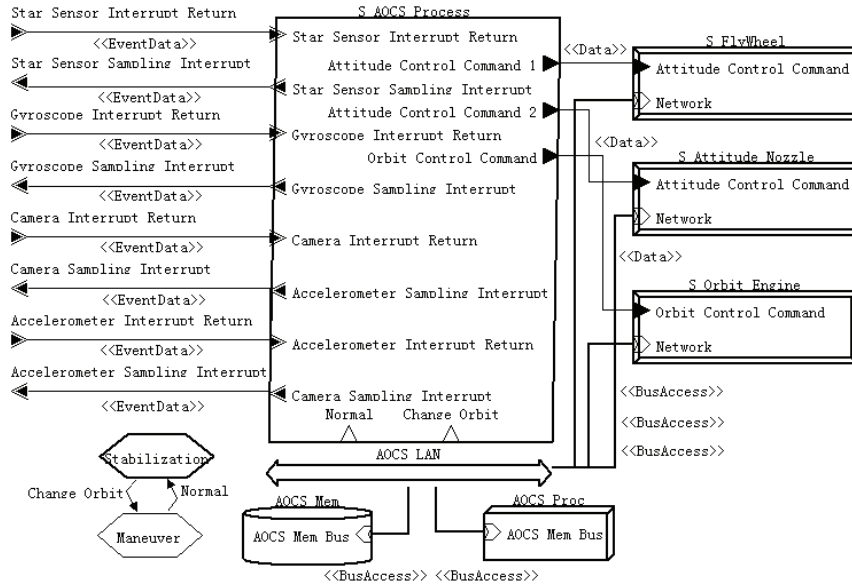 Star Sensor Interrupt Return
<<EventData>>
Star Sensor Sampling Interrupt
<<EventData>>
Gyroscope Interrupt Return
<<EventData>>
Gyroscope Sampling Interrupt
<<EventData>>
Camera Interrupt Return
<<EventData>>
Camera Sampling Interrupt
<<EventData>>
Accelerometer Interrupt Return
<<EventData>>
Accelerometer Sampling Interrupt
<<EventData>>
S AOCS Process
Star Sensor Interrupt Return
Attitude Control Command 1
Star Sensor Sampling Interrupt
Attitude Control Command 2
Gyroscope Interrupt Return
Orbit Control Command
Gyroscope Sampling Interrupt
Camera Interrupt Return
Accelerometer Sampling Interrupt
Accelerometer Interrupt Return
Camera Sampling Interrupt
Normal
Change Orbit
<<Data>>
S FlyWheel
Attitude Control Command
Network
<<Data>>
S Attitude Nozzle
Attitude Control Command
Network
<<Data>>
S Orbit Engine
Orbit Control Command
Network
<<BusAccess>>
<<BusAccess>>
<<BusAccess>>
AOCS LAN
Stabilization
Change Orbit
Normal
Maneuver
AOCS Mem
AOCS Mem Bus
AOCS Proc
AOCS Mem Bus
<<BusAccess>>
<<BusAccess>>